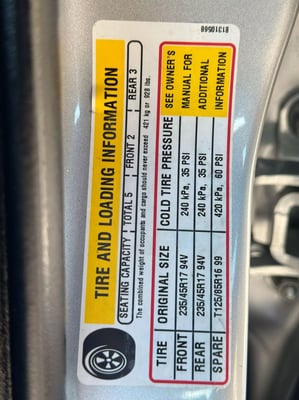 81310568
TIRE AND LOADING INFORMATION
SEATING CAPACITY TOTAL 5 FRONT 2 REAR 3
The combined weight of occupants and cargo should never exceed 421 kg or 928 lbs.
TIRE ORIGINAL SIZE COLD TIRE PRESSURE SEE OWNER'S
FRONT 235/45R17 94V 240 kPa, 35 PSI MANUAL FOR
REAR 235/45R17 94V 240 kPa, 35 PSI ADDITIONAL
SPARE T125/85R16 99 420 kPa, 60 PSI INFORMATION